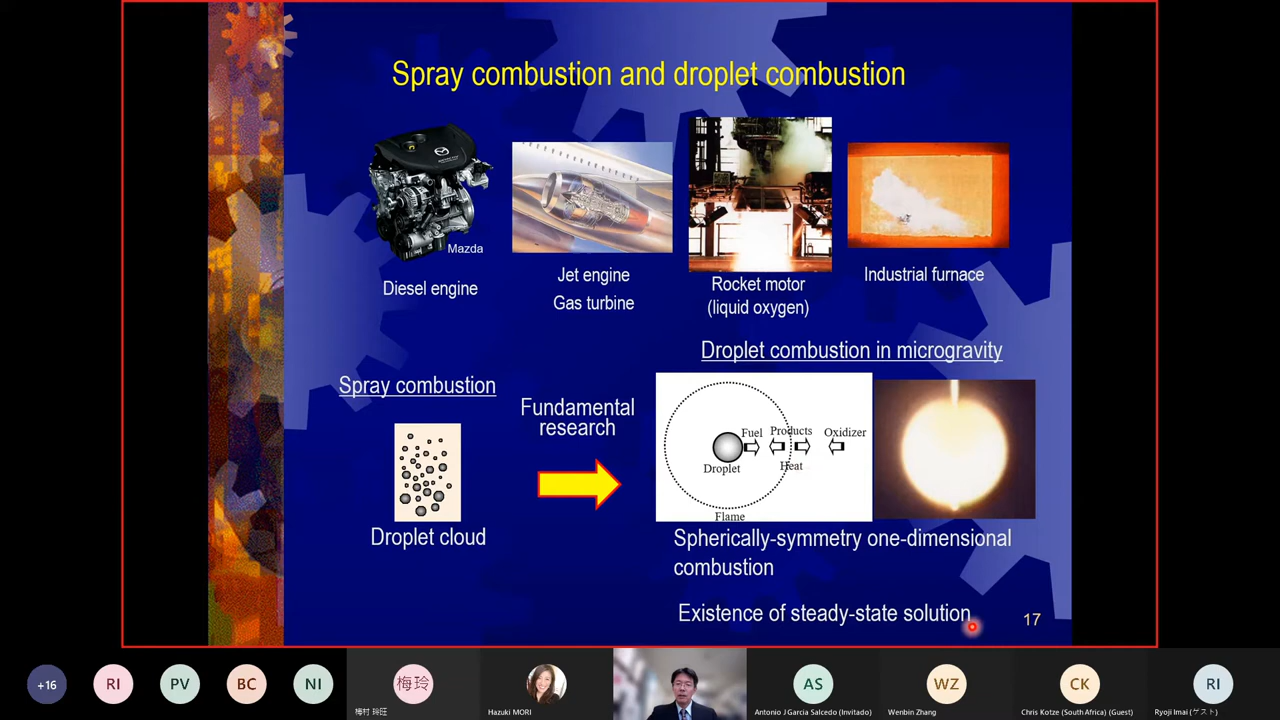 Spray combustion and droplet combustion
Mazda
Diesel engine
Jet engine
Gas turbine
Rocket motor
(liquid oxygen)
Industrial furnace
Spray combustion
Droplet cloud
Fundamental
research
Droplet combustion in microgravity
Fuel
Products
Oxidizer
Droplet
Heat
Flame
Spherically-symmetry one-dimensional
combustion
Existence of steady-state solution
17
+16
RI
PV
BC
NI
梅玲
梅村 玲旺
Hazuki MORI
AS
Antonio J Garcia Salcedo (Invitado)
WZ
Wenbin Zhang
CK
Chris Kotze (South Africa) (Guest)
RI
Ryoji Imai (ゲスト)